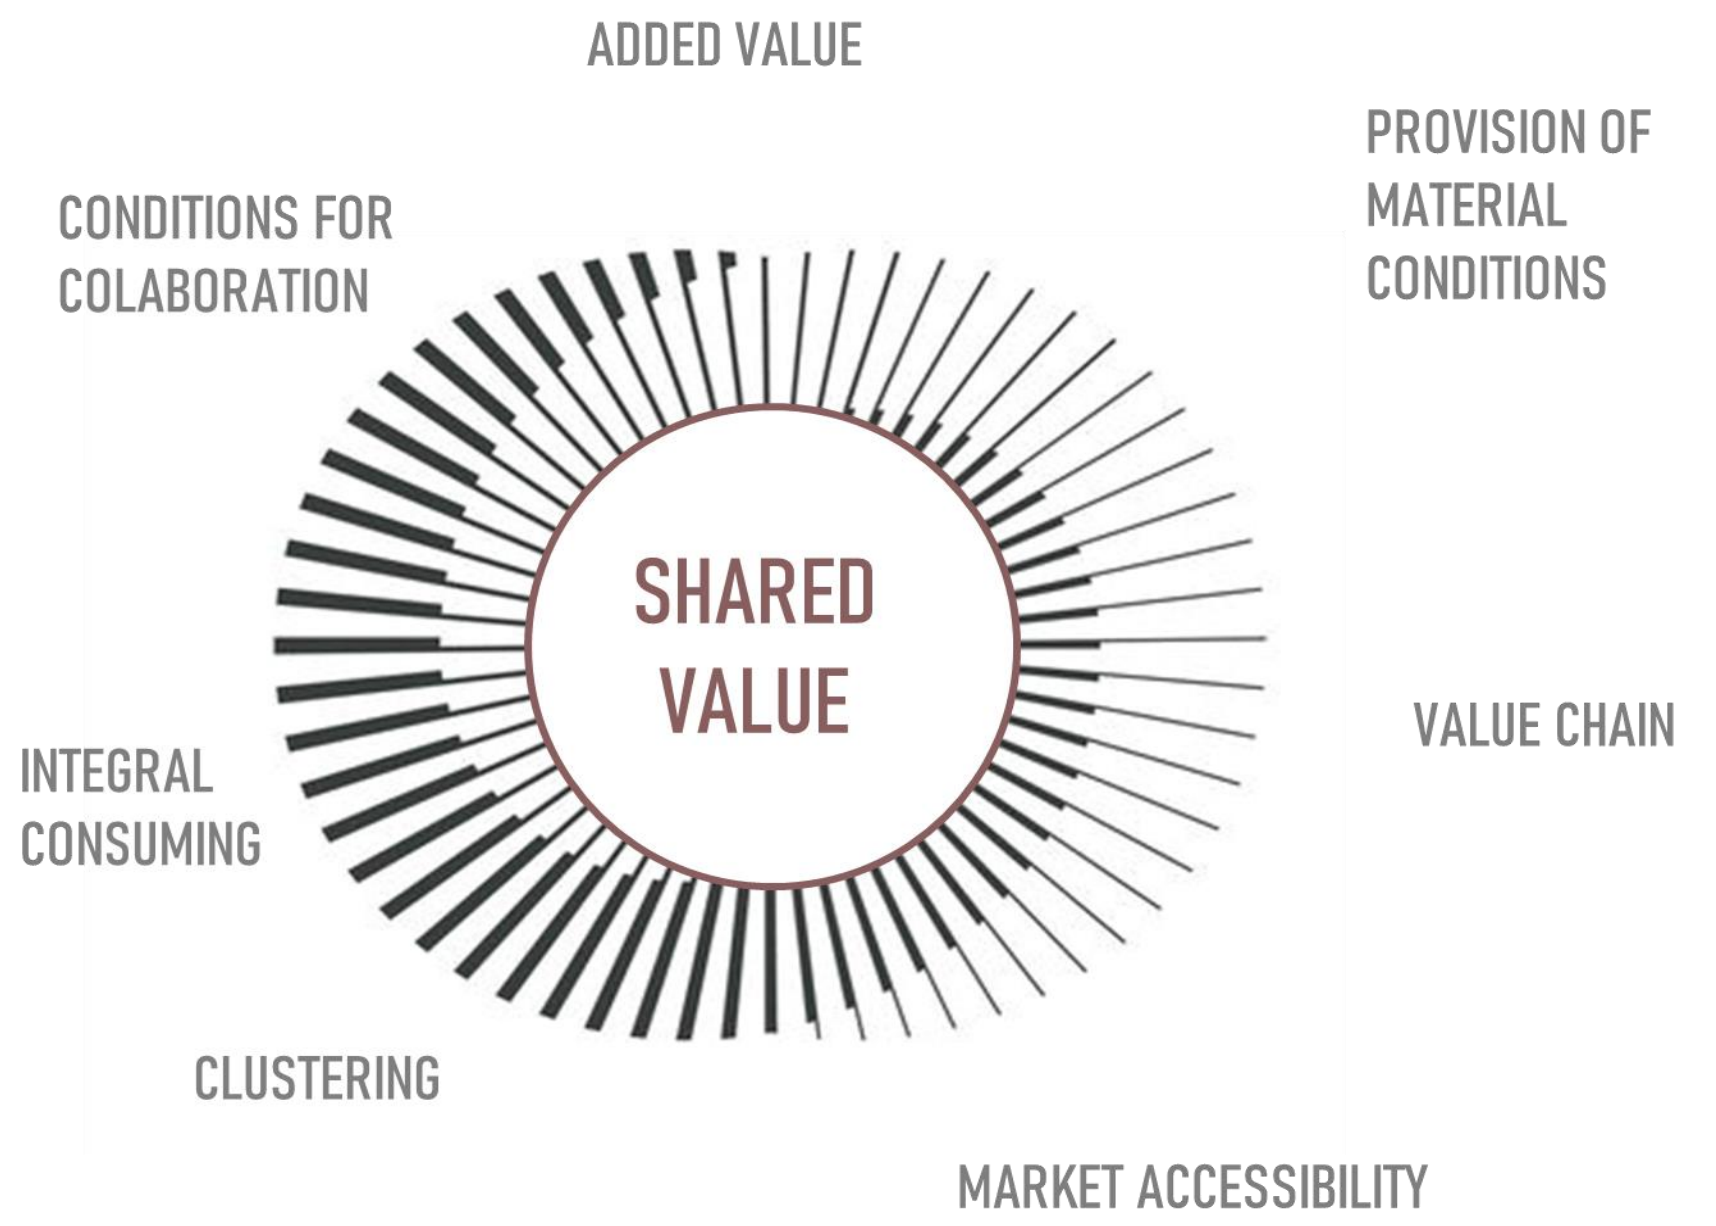 ADDED VALUE
PROVISION OF
MATERIAL
CONDITIONS
CONDITIONS FOR
COLABORATION
SHARED
VALUE
VALUE CHAIN
INTEGRAL
CONSUMING
CLUSTERING
MARKET ACCESSIBILITY